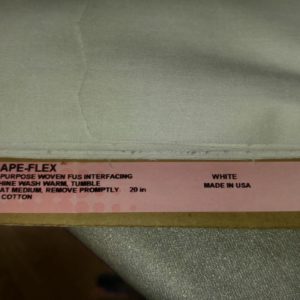 APE-FLEX
PURPOSE WOVEN FUS INTERFACING
HINE WASH WARM, TUMBLE
AT MEDIUM, REMOVE PROMPTLY. 20 in
COTTON
WHITE
MADE IN USA